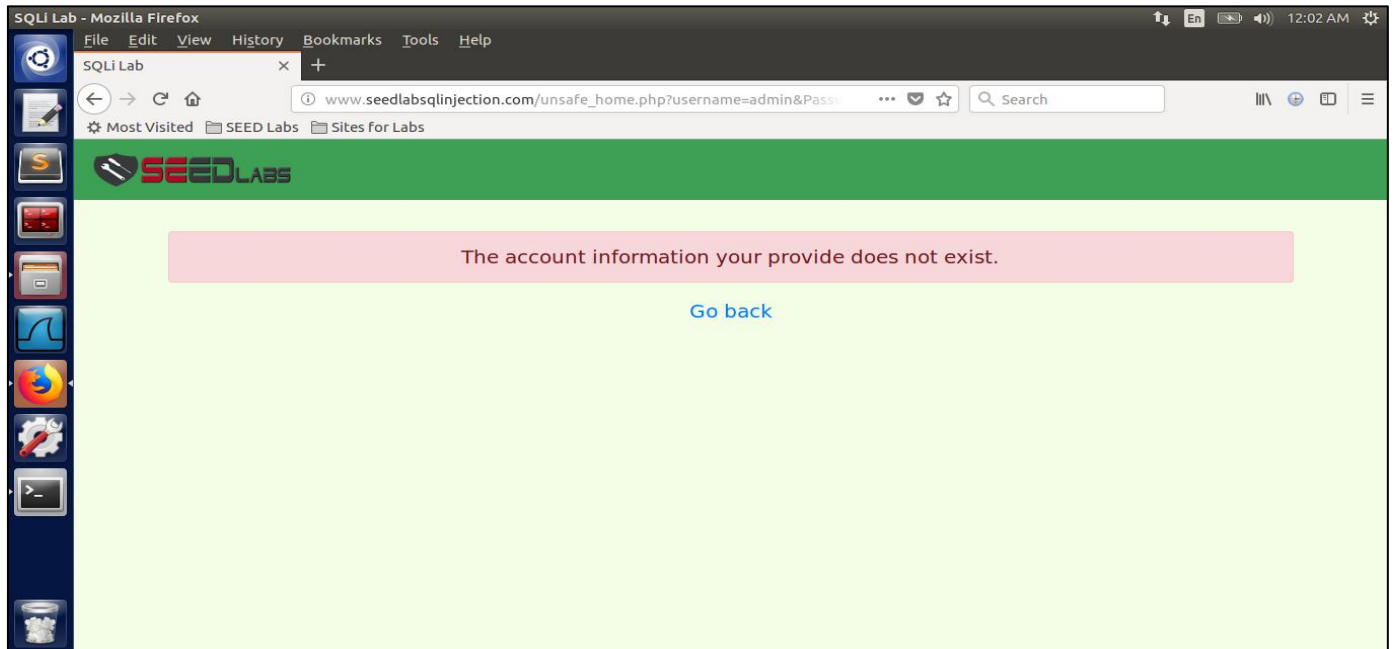 SQLi Lab - Mozilla Firefox
En
12:02 AM
File Edit View History Bookmarks Tools Help
SQLi Lab
www.seedlabsqlinjection.com/unsafe_home.php?username=admin&Pass
Search
Most Visited SEED Labs Sites for Labs
SEEDLABS
The account information your provide does not exist.
Go back